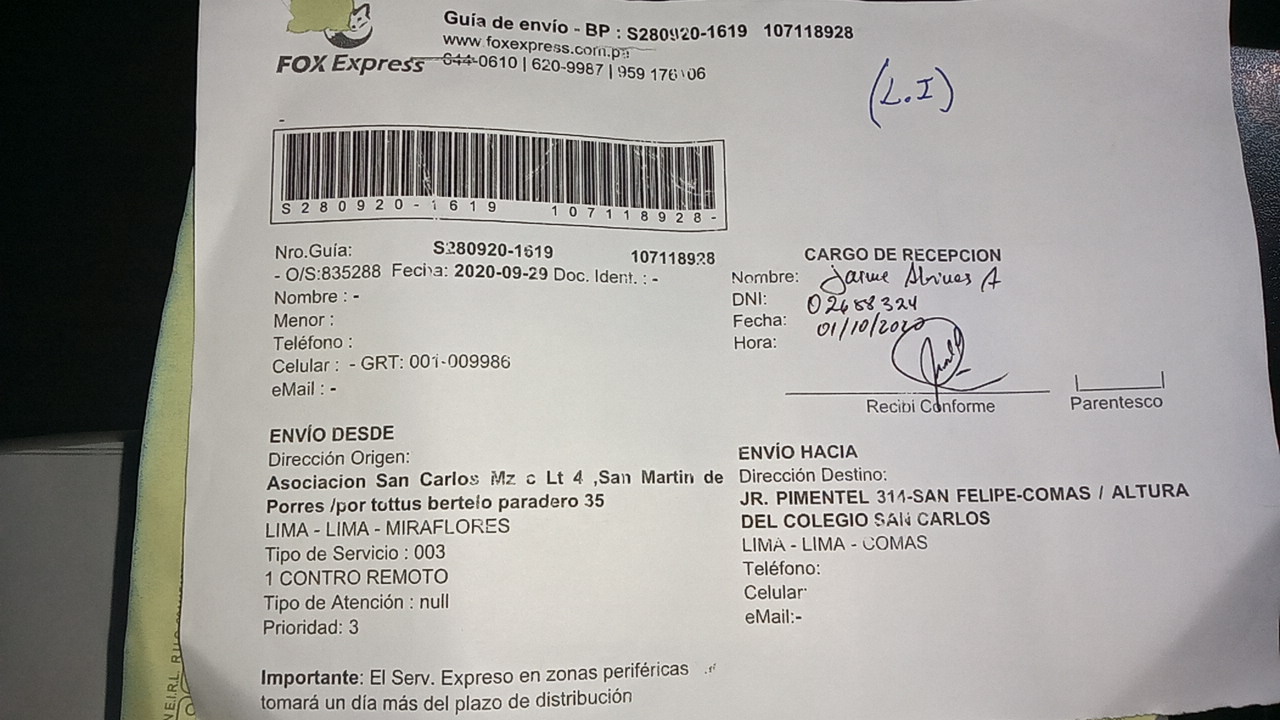 Guía de envío - BP : S280920-1619 107118928
www.foxexpress.com.pe
FOX Express
644-0610 | 620-9987 | 959 176106
(L.I)
-
S280920-1619 107118928-
Nro.Guía: S280920-1619 107118928
- O/S:835288 Fecha: 2020-09-29 Doc. Ident. : -
Nombre : -
Menor :
Teléfono :
Celular : - GRT: 001-009986
eMail : -
CARGO DE RECEPCION
Nombre: Jaime A
DNI: 02688324
Fecha: 01/10/2020
Hora:
Recibi Conforme
Parentesco
ENVÍO DESDE
Dirección Origen:
Asociacion San Carlos Mz c Lt 4 ,San Martin de
Porres /por tottus bertelo paradero 35
LIMA - LIMA - MIRAFLORES
Tipo de Servicio : 003
1 CONTRO REMOTO
Tipo de Atención : null
Prioridad: 3
ENVÍO HACIA
Dirección Destino:
JR. PIMENTEL 314-SAN FELIPE-COMAS / ALTURA
DEL COLEGIO SAN CARLOS
LIMA - LIMA - COMAS
Teléfono:
Celular:
eMail:-
Importante: El Serv. Expreso en zonas periféricas
tomará un día más del plazo de distribución